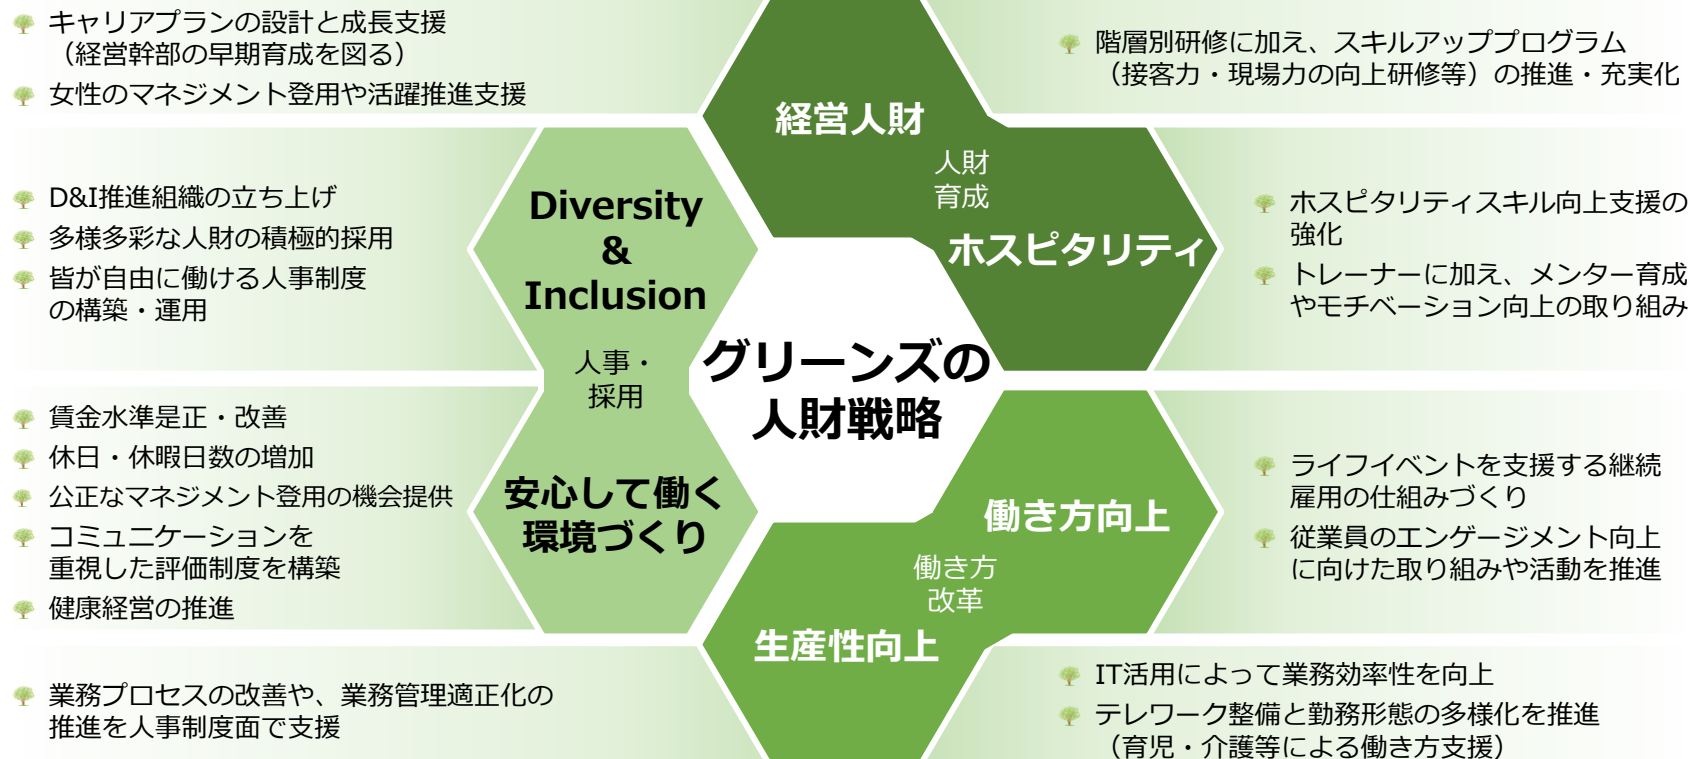 キャリアプランの設計と成長支援
（経営幹部の早期育成を図る）
女性のマネジメント登用や活躍推進支援
階層別研修に加え、スキルアッププログラム
（接客力・現場力の向上研修等）の推進・充実化
経営人財
人財
育成
ホスピタリティ
D&I推進組織の立ち上げ
多様多彩な人財の積極的採用
皆が自由に働ける人事制度
の構築・運用
Diversity
&
Inclusion
人事・
採用
安心して働く
環境づくり
ホスピタリティスキル向上支援の
強化
トレーナーに加え、メンター育成
やモチベーション向上の取り組み
グリーンズの
人財戦略
賃金水準是正・改善
休日・休暇日数の増加
公正なマネジメント登用の機会提供
コミュニケーションを
重視した評価制度を構築
健康経営の推進
働き方向上
働き方
改革
生産性向上
ライフイベントを支援する継続
雇用の仕組みづくり
従業員のエンゲージメント向上
に向けた取り組みや活動を推進
業務プロセスの改善や、業務管理適正化の
推進を人事制度面で支援
IT活用によって業務効率性を向上
テレワーク整備と勤務形態の多様化を推進
（育児・介護等による働き方支援）